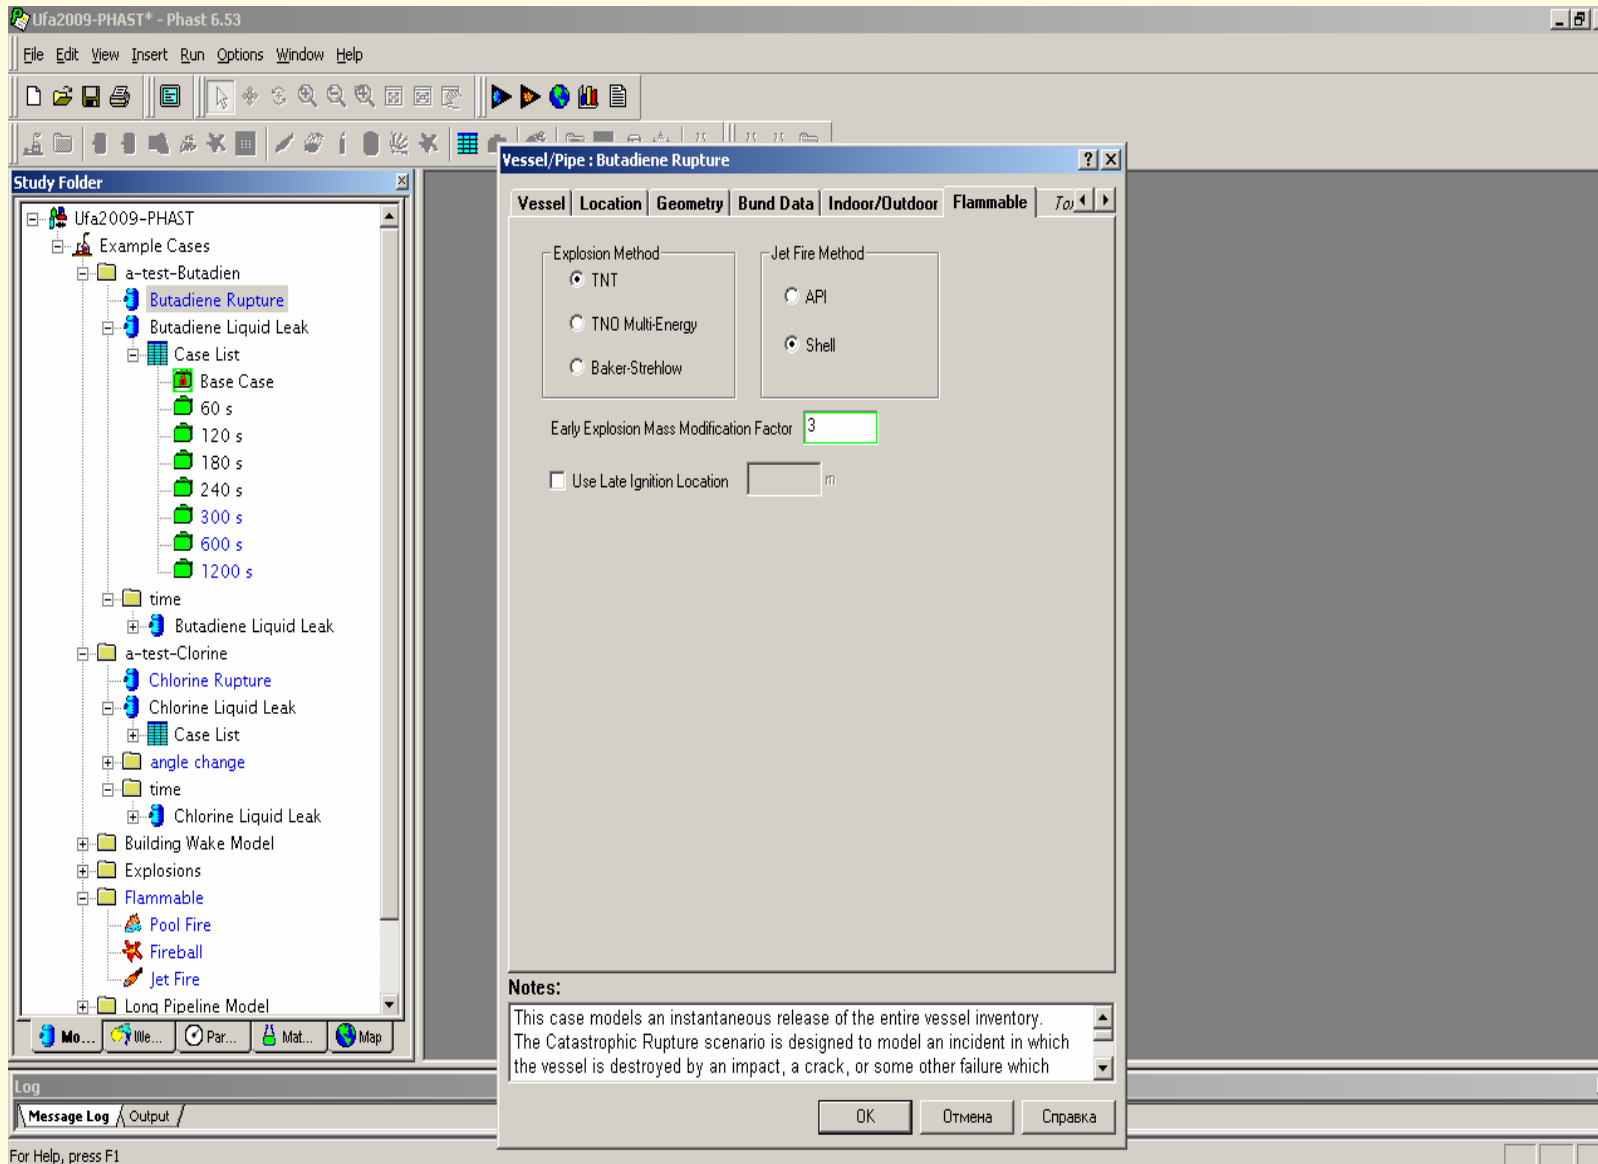 Ufa2009-PHAST* - Phast 6.53
File Edit View Insert Run Options Window Help
Study Folder
Ufa2009-PHAST
Example Cases
a-test-Butadien
Butadiene Rupture
Butadiene Liquid Leak
Case List
Base Case
60 s
120 s
180 s
240 s
300 s
600 s
1200 s
time
Butadiene Liquid Leak
a-test-Clorine
Chlorine Rupture
Chlorine Liquid Leak
Case List
angle change
time
Chlorine Liquid Leak
Building Wake Model
Explosions
Flammable
Pool Fire
Fireball
Jet Fire
Long Pipeline Model
Mo... We... Par... Mat... Map
Vessel/Pipe : Butadiene Rupture
Vessel Location Geometry Bund Data Indoor/Outdoor Flammable
Explosion Method
TNT
TNO Multi-Energy
Baker-Strehlow
Jet Fire Method
API
Shell
Early Explosion Mass Modification Factor 3
Use Late Ignition Location m
Notes:
This case models an instantaneous release of the entire vessel inventory.
The Catastrophic Rupture scenario is designed to model an incident in which
the vessel is destroyed by an impact, a crack, or some other failure which
OK Отмена Справка
Log
Message Log Output
For Help, press F1